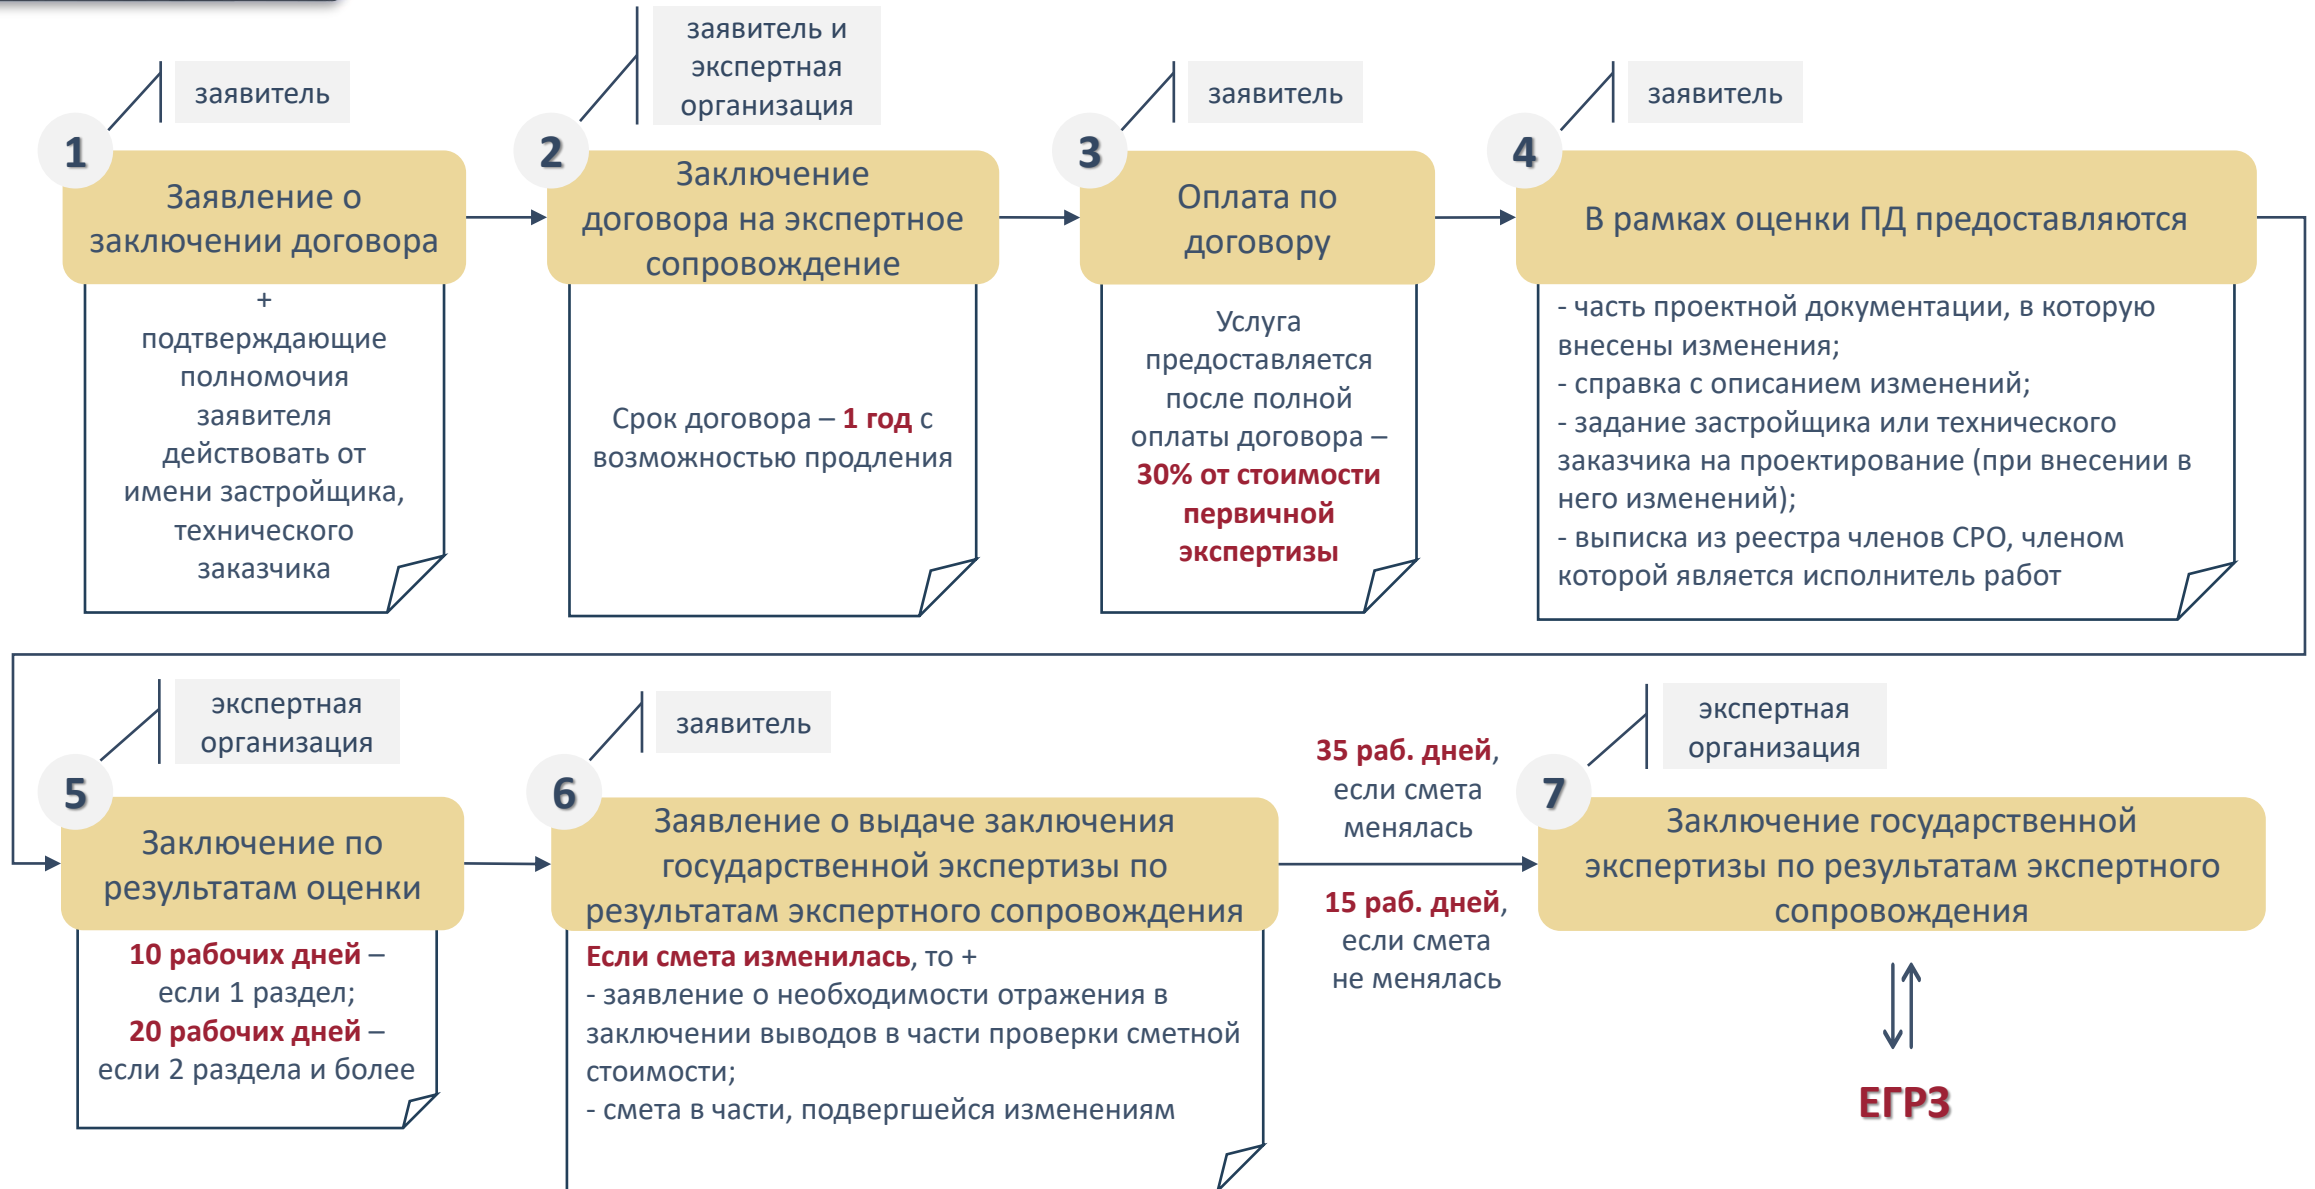 заявитель
1
Заявление о
заключении договора
+
подтверждающие
полномочия
заявителя
действовать от
имени застройщика,
технического
заказчика
заявитель и
экспертная
организация
2
Заключение
договора на экспертное
сопровождение
Срок договора – 1 год с
возможностью продления
заявитель
3
Оплата по
договору
Услуга
предоставляется
после полной
оплаты договора –
30% от стоимости
первичной
экспертизы
заявитель
4
В рамках оценки ПД предоставляются
- часть проектной документации, в которую
внесены изменения;
- справка с описанием изменений;
- задание застройщика или технического
заказчика на проектирование (при внесении в
него изменений);
- выписка из реестра членов СРО, членом
которой является исполнитель работ
экспертная
организация
5
Заключение по
результатам оценки
10 рабочих дней –
если 1 раздел;
20 рабочих дней –
если 2 раздела и более
заявитель
6
Заявление о выдаче заключения
государственной экспертизы по
результатам экспертного сопровождения
Если смета изменилась, то +
- заявление о необходимости отражения в
заключении выводов в части проверки сметной
стоимости;
- смета в части, подвергшейся изменениям
35 раб. дней,
если смета
менялась
15 раб. дней,
если смета
не менялась
экспертная
организация
7
Заключение государственной
экспертизы по результатам экспертного
сопровождения
ЕГРЗ